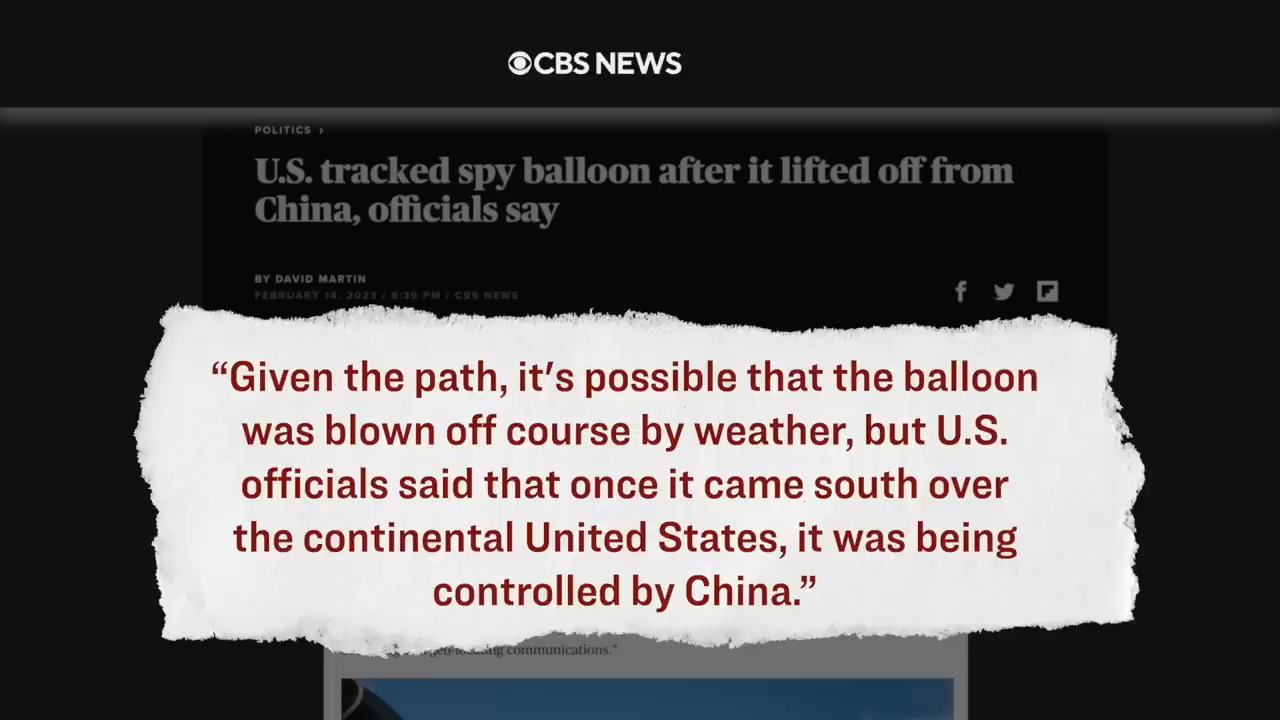 CBS NEWS
POLITICS ›
U.S. tracked spy balloon after it lifted off from
China, officials say
BY DAVID MARTIN
FEBRUARY 14, 2023 / 8:39 PM / CBS NEWS
“Given the path, it's possible that the balloon
was blown off course by weather, but U.S.
officials said that once it came south over
the continental United States, it was being
controlled by China.”
communications."